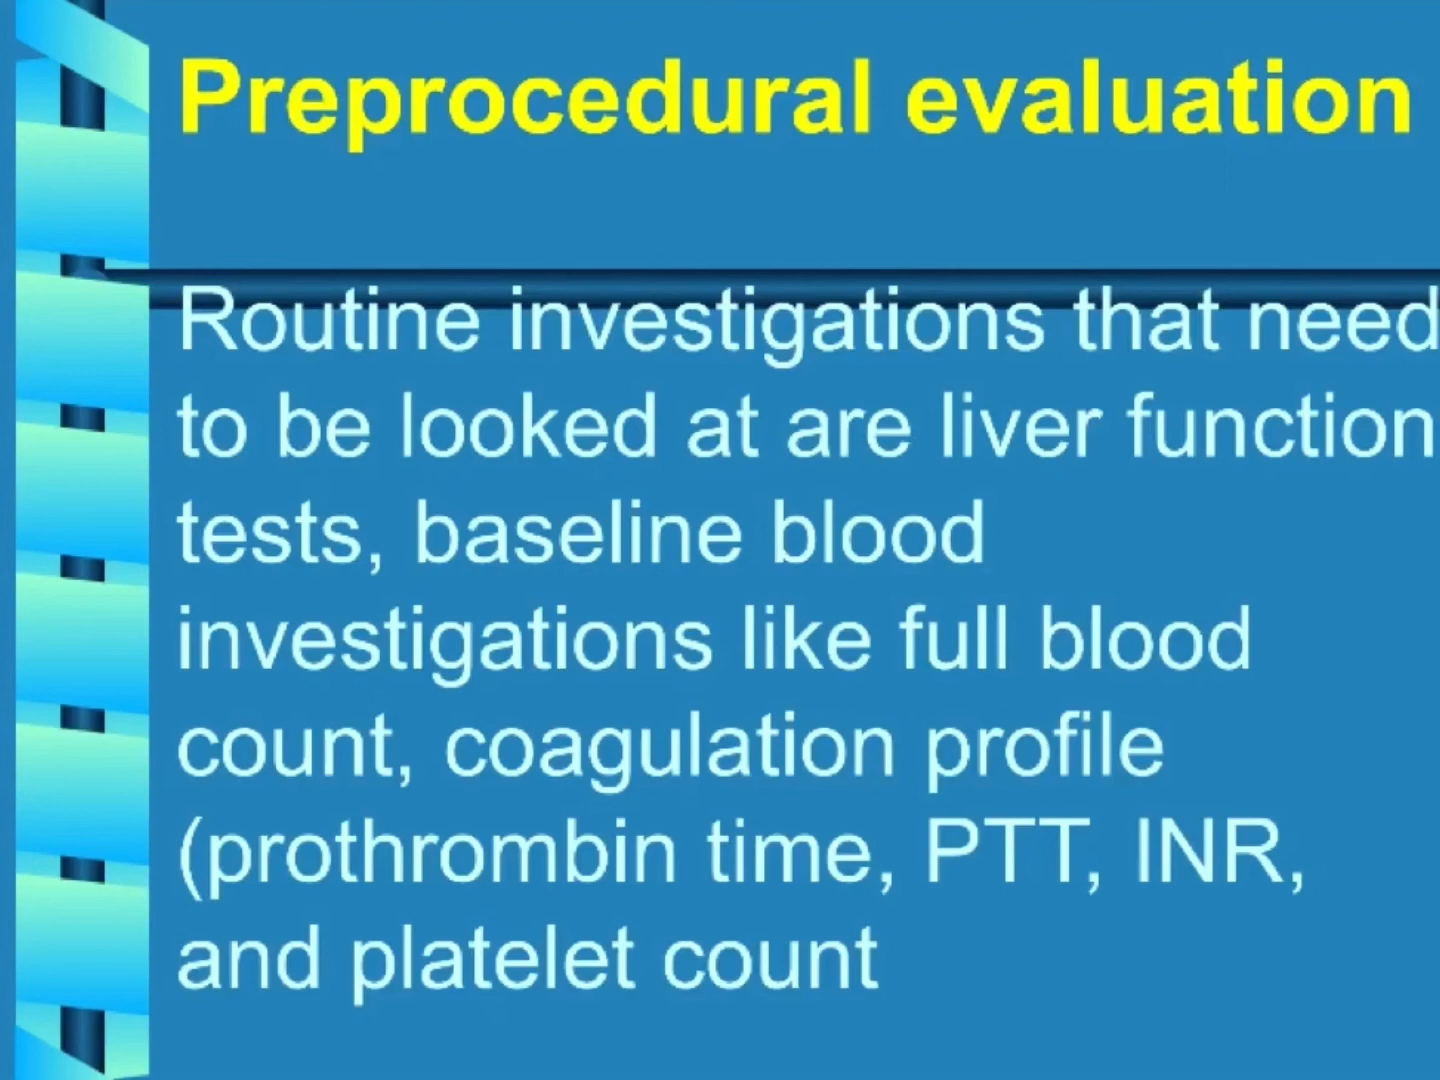 Preprocedural evaluation
Routine investigations that need
to be looked at are liver function
tests, baseline blood
investigations like full blood
count, coagulation profile
(prothrombin time, PTT, INR,
and platelet count